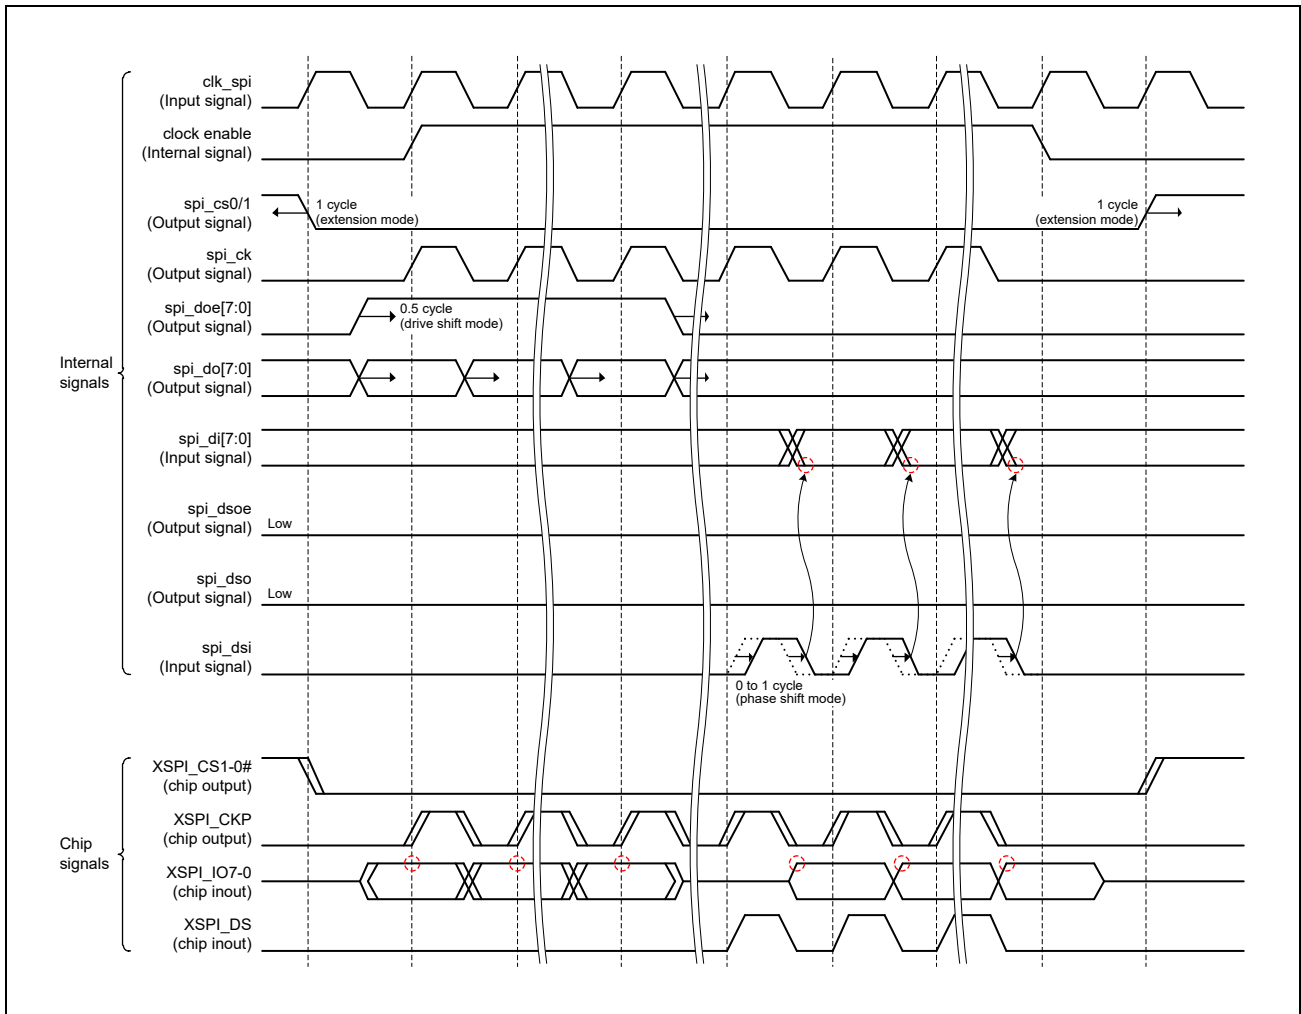 clk_spi
(Input signal)
clock enable
(Internal signal)
spi_cs0/1
(Output signal)
1 cycle
(extension mode)
1 cycle
(extension mode)
spi_ck
(Output signal)
spi_doe[7:0]
(Output signal)
0.5 cycle
(drive shift mode)
Internal
signals
spi_do[7:0]
(Output signal)
spi_di[7:0]
(Input signal)
spi_dsoe
(Output signal)
Low
spi_dso
(Output signal)
Low
spi_dsi
(Input signal)
0 to 1 cycle
(phase shift mode)
XSPI_CS1-0#
(chip output)
XSPI_CKP
(chip output)
Chip
signals
XSPI_IO7-0
(chip inout)
XSPI_DS
(chip inout)